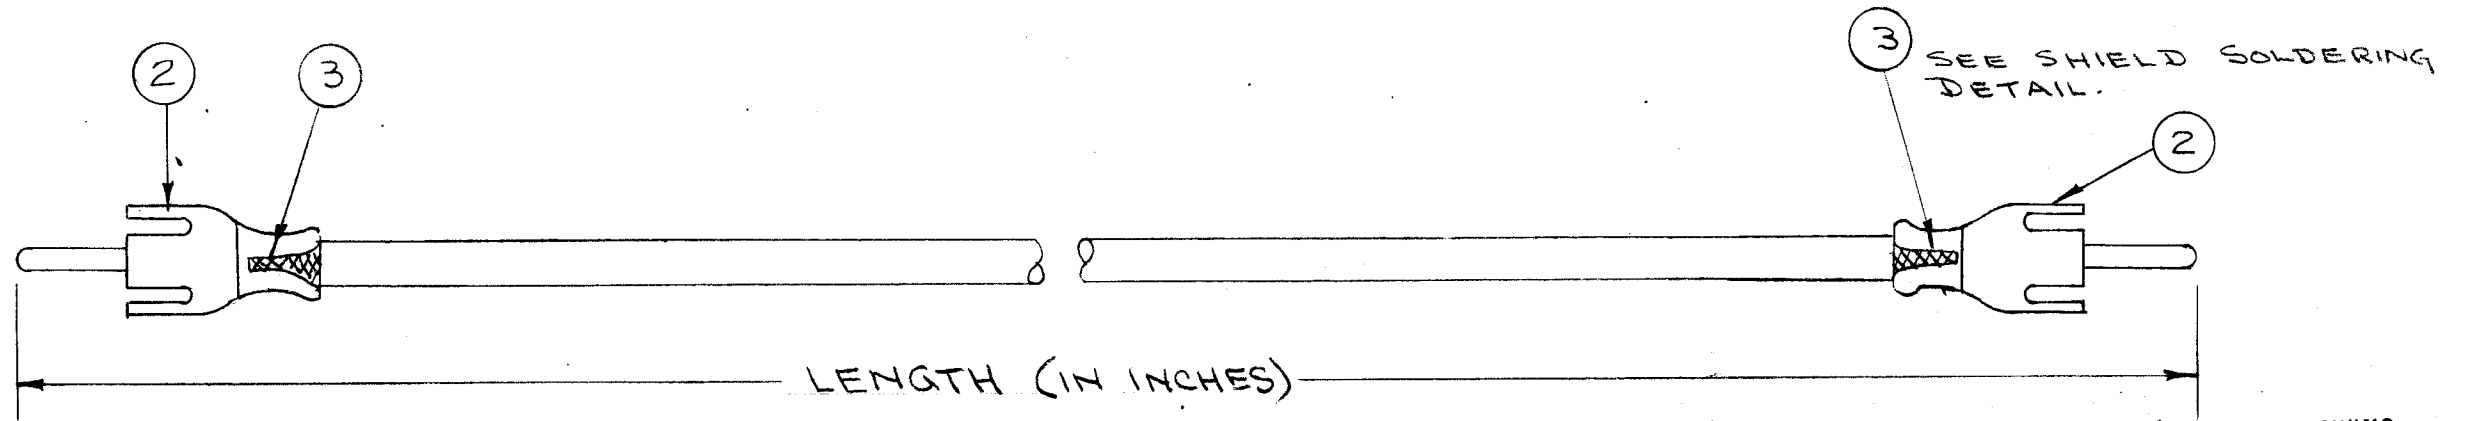 2
3
3
SEE SHIELD SOLDERING
DETAIL.
2
LENGTH (IN INCHES)